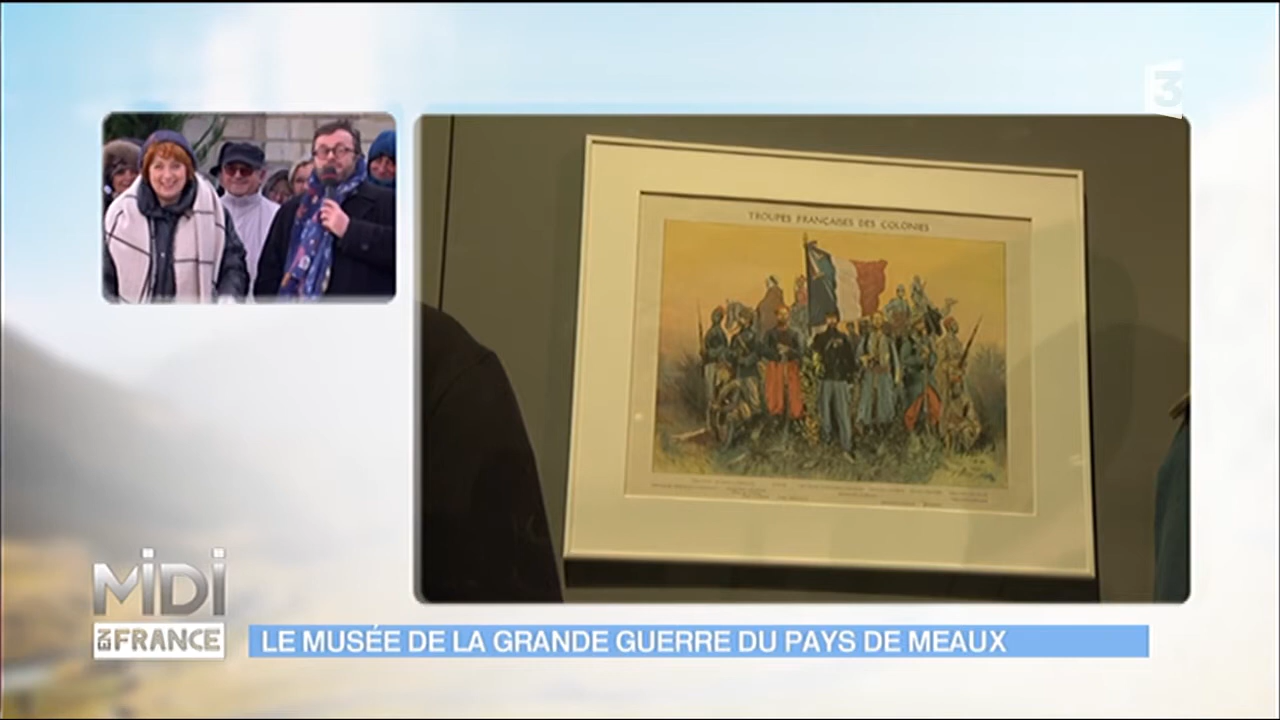 3
TROUPES FRANÇAISES DES COLONIES
MiDi
EN FRANCE
LE MUSÉE DE LA GRANDE GUERRE DU PAYS DE MEAUX